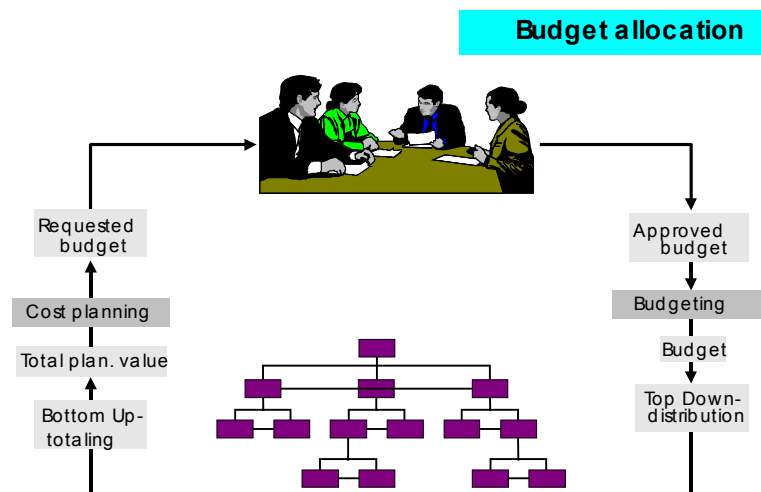 Budget allocation
Requested
budget
Cost planning
Total plan. value
Bottom Up-
totaling
Approved
budget
Budgeting
Budget
Top Down-
distribution